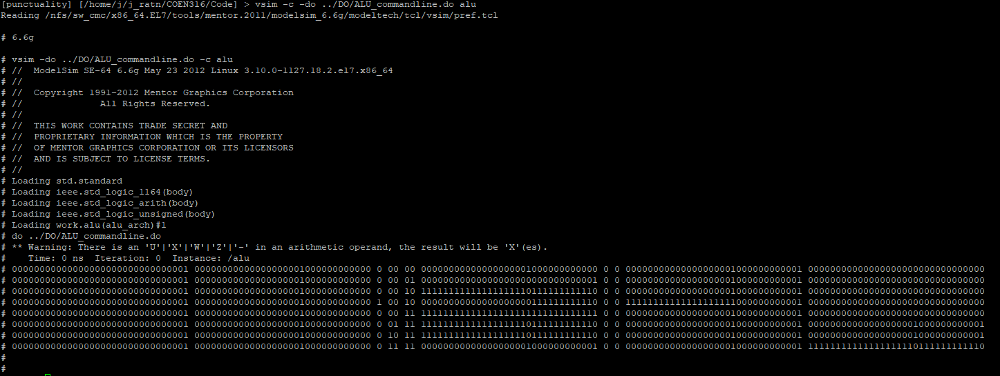 [punctuality] [/home/j/j_ratn/COEN316/Code] > vsim -c -do ../DO/ALU_commandline.do alu
Reading /nfs/sw_cmc/x86_64.EL7/tools/mentor.2011/modelsim_6.6g/modeltech/tcl/vsim/pref.tcl
# 6.6g
# vsim -do ../DO/ALU_commandline.do -c alu
# //  ModelSim SE-64 6.6g May 23 2012 Linux 3.10.0-1127.18.2.el7.x86_64
# //
# //  Copyright 1991-2012 Mentor Graphics Corporation
# //              All Rights Reserved.
# //
# //  THIS WORK CONTAINS TRADE SECRET AND
# //  PROPRIETARY INFORMATION WHICH IS THE PROPERTY
# //  OF MENTOR GRAPHICS CORPORATION OR ITS LICENSORS
# //  AND IS SUBJECT TO LICENSE TERMS.
# //
# Loading std.standard
# Loading ieee.std_logic_1164(body)
# Loading ieee.std_logic_arith(body)
# Loading ieee.std_logic_unsigned(body)
# Loading work.alu(alu_arch)#1
# do ../DO/ALU_commandline.do
# ** Warning: There is an 'U'|'X'|'W'|'Z'|'-' in an arithmetic operand, the result will be 'X'(es).
#    Time: 0 ns  Iteration: 0  Instance: /alu
# 00000000000000000000000000000001 00000000000000000001000000000000 0 00 00 00000000000000000001000000000000 0 0 00000000000000000001000000000001 00000000000000000000000000000000
# 00000000000000000000000000000001 00000000000000000001000000000000 0 00 01 00000000000000000000000000000001 0 0 00000000000000000001000000000001 00000000000000000000000000000000
# 00000000000000000000000000000001 00000000000000000001000000000000 0 00 10 11111111111111111110111111111110 0 0 00000000000000000001000000000001 00000000000000000000000000000000
# 00000000000000000000000000000001 00000000000000000001000000000000 1 00 10 00000000000000000000111111111110 0 0 11111111111111111111000000000001 00000000000000000000000000000000
# 00000000000000000000000000000001 00000000000000000001000000000000 0 00 11 11111111111111111111111111111111 0 0 00000000000000000001000000000001 00000000000000000000000000000000
# 00000000000000000000000000000001 00000000000000000001000000000000 0 01 11 11111111111111111110111111111110 0 0 00000000000000000001000000000001 00000000000000000001000000000001
# 00000000000000000000000000000001 00000000000000000001000000000000 0 10 11 11111111111111111110111111111110 0 0 00000000000000000001000000000001 00000000000000000001000000000001
# 00000000000000000000000000000001 00000000000000000001000000000000 0 11 11 00000000000000000001000000000001 0 0 00000000000000000001000000000001 11111111111111111110111111111110
#
#